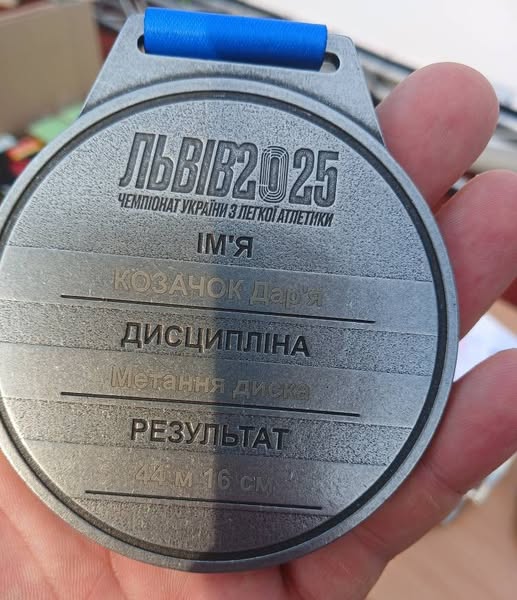 ЛЬВІВ2025
ЧЕМПІОНАТ УКРАЇНИ З ЛЕГКОЇ АТЛЕТИКИ
ІМ'Я
КОЗАЧОК Дар'я
ДИСЦИПЛІНА
Метання диска
РЕЗУЛЬТАТ
44 м 16 см